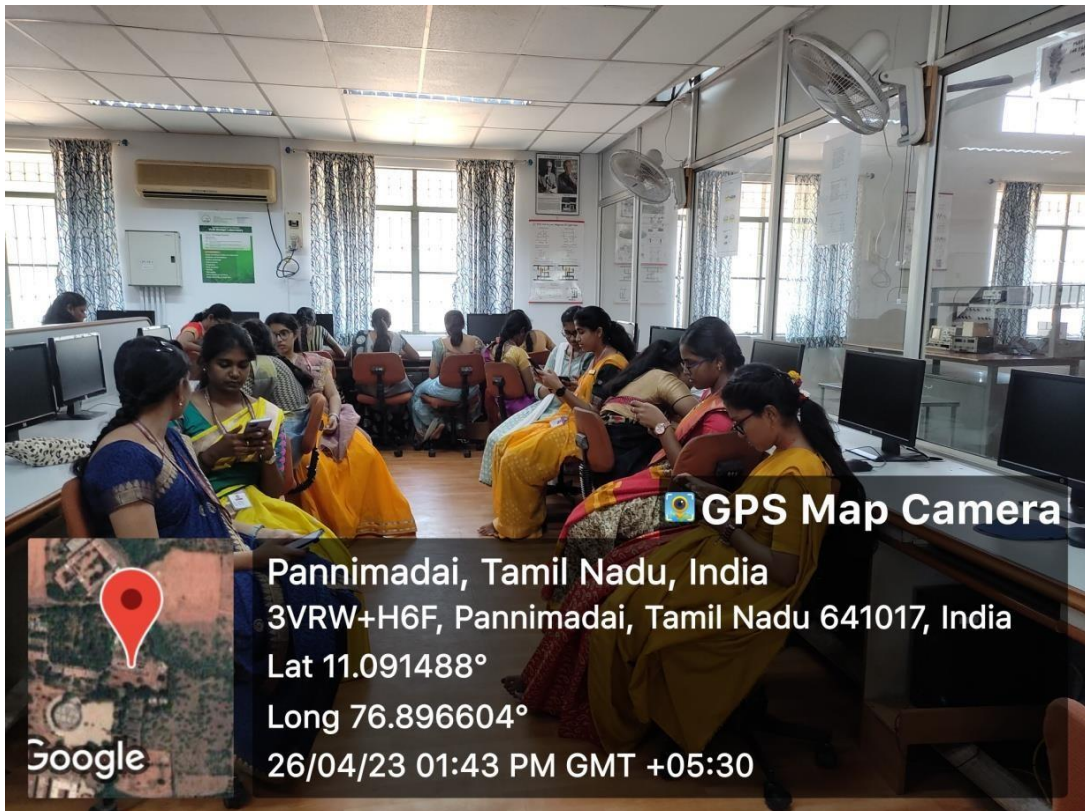 GPS Map Camera
Pannimadai, Tamil Nadu, India
3VRW+H6F, Pannimadai, Tamil Nadu 641017, India
Lat 11.091488°
Long 76.896604°
26/04/23 01:43 PM GMT +05:30
Google